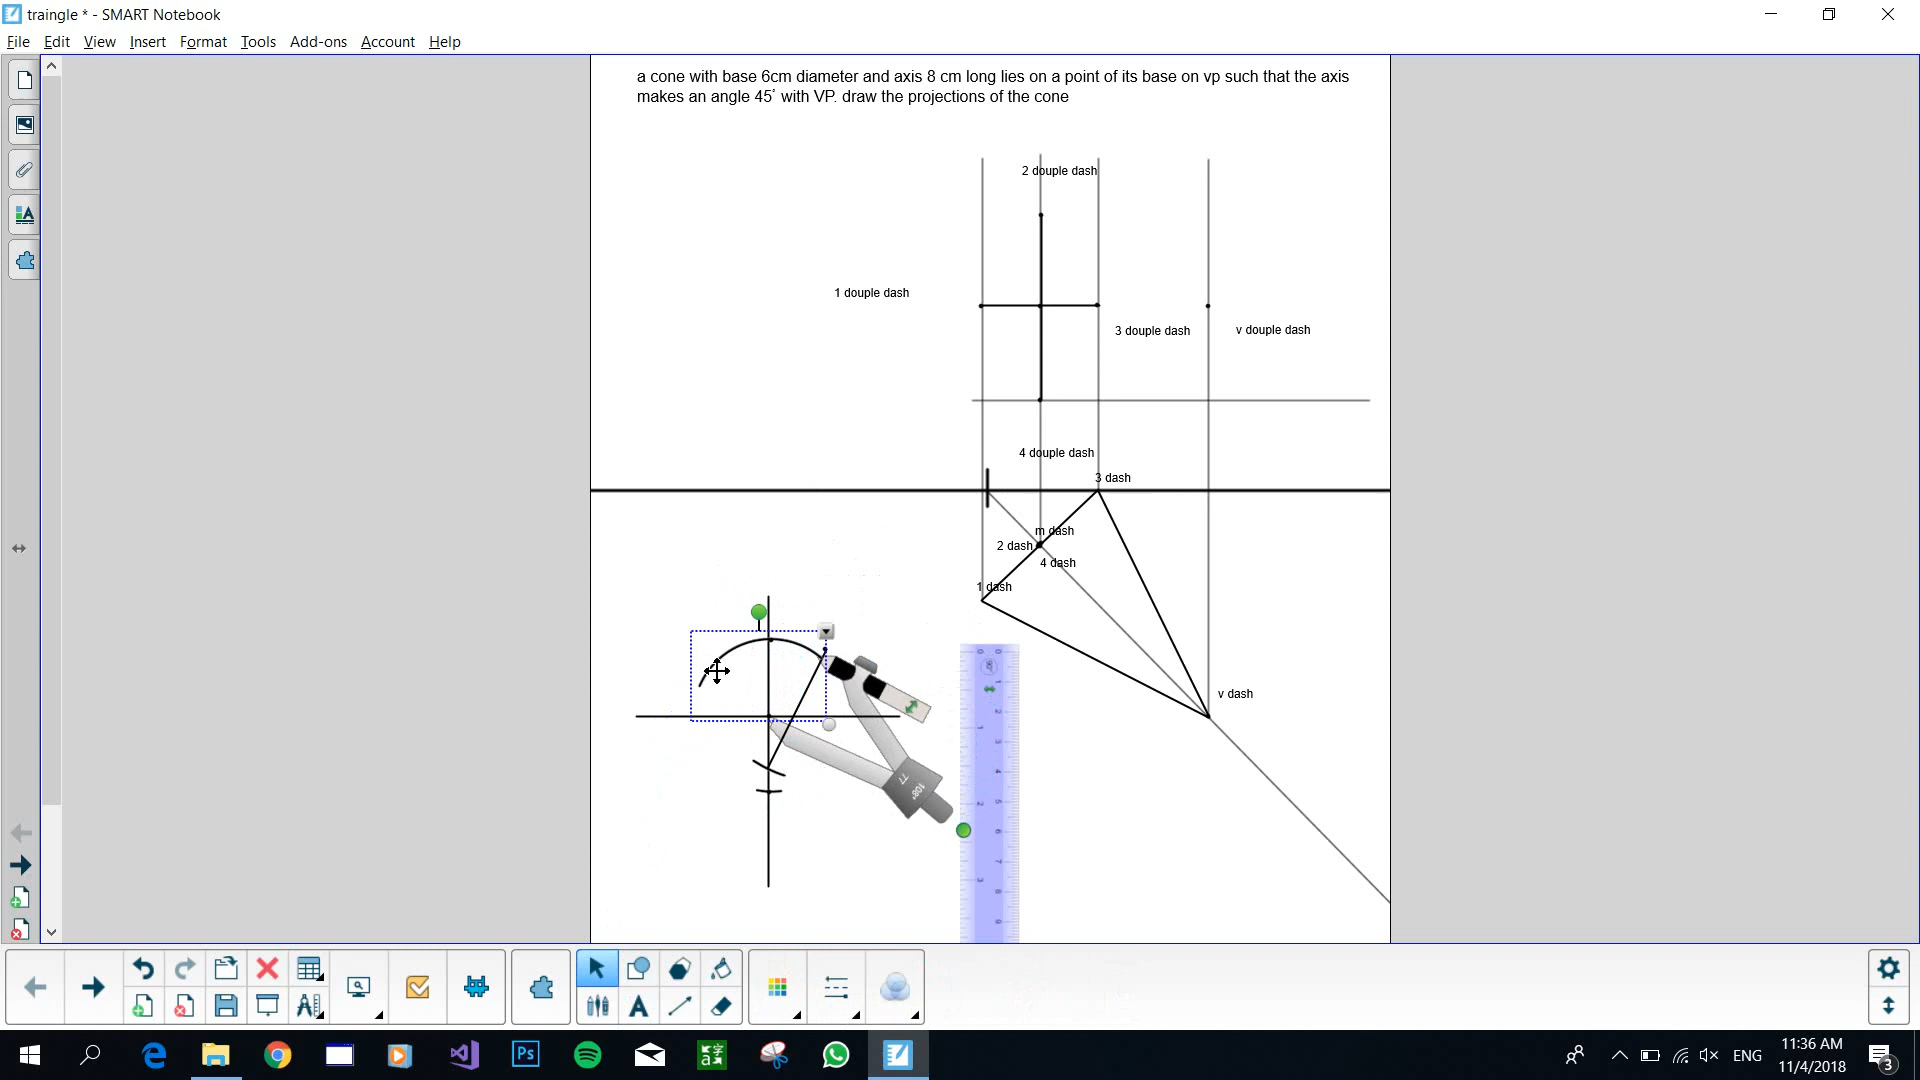 traingle * - SMART Notebook
File Edit View Insert Format Tools Add-ons Account Help
a cone with base 6cm diameter and axis 8 cm long lies on a point of its base on vp such that the axis
makes an angle 45° with VP. draw the projections of the cone
2 douple dash
1 douple dash
3 douple dash
v douple dash
4 douple dash
3 dash
m dash
2 dash
4 dash
1 dash
v dash
77
108°
ENG
11:36 AM
11/4/2018
3